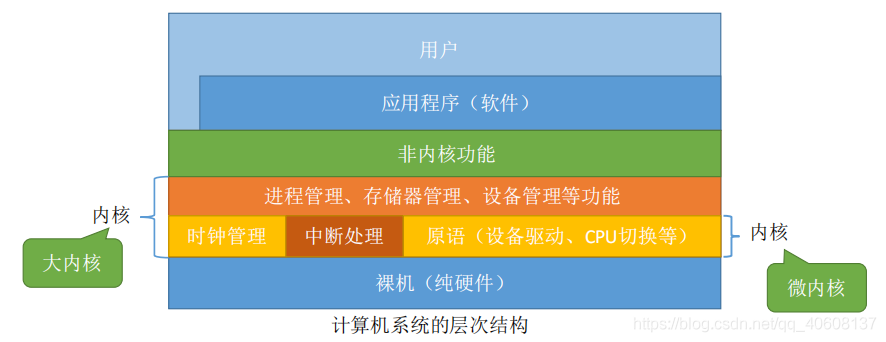 用户
应用程序（软件）
非内核功能
进程管理、存储器管理、设备管理等功能
内核
时钟管理
中断处理
原语（设备驱动、CPU切换等）
内核
大内核
裸机（纯硬件）
微内核
计算机系统的层次结构
https://blog.csdn.net/qq_40608137